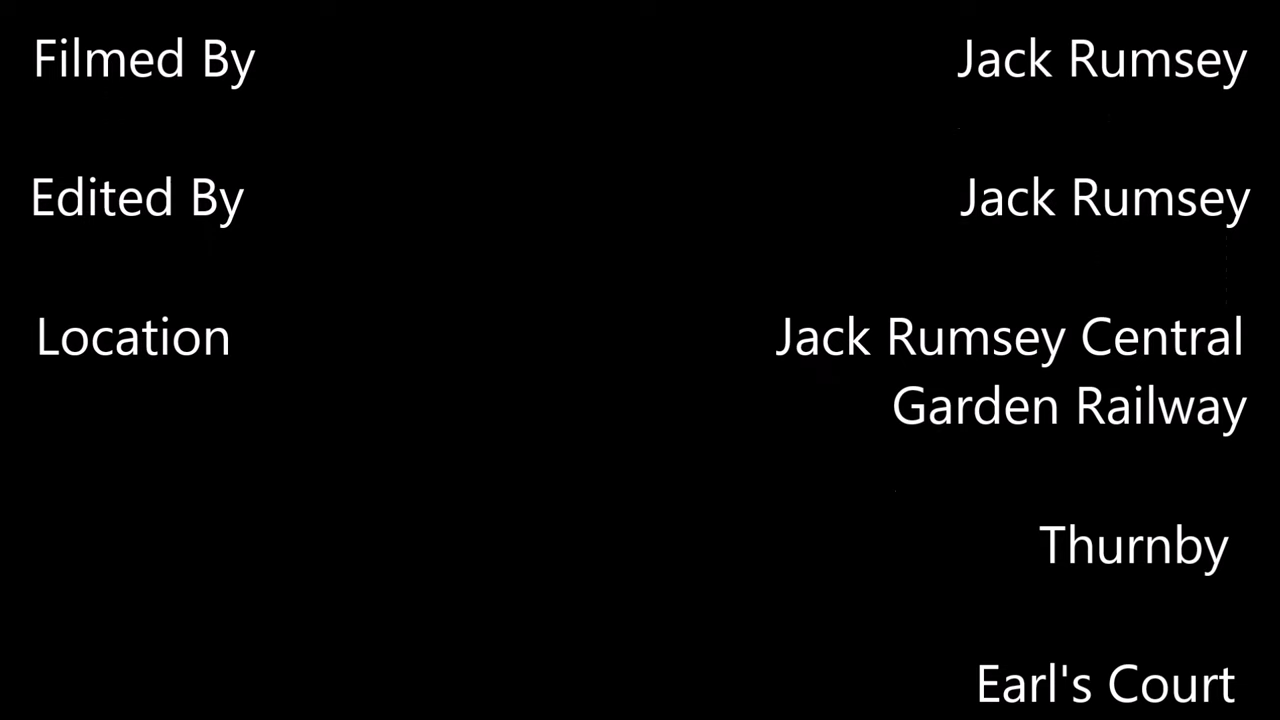 Filmed By Jack Rumsey
Edited By Jack Rumsey
Location Jack Rumsey Central
Garden Railway
Thurnby
Earl's Court